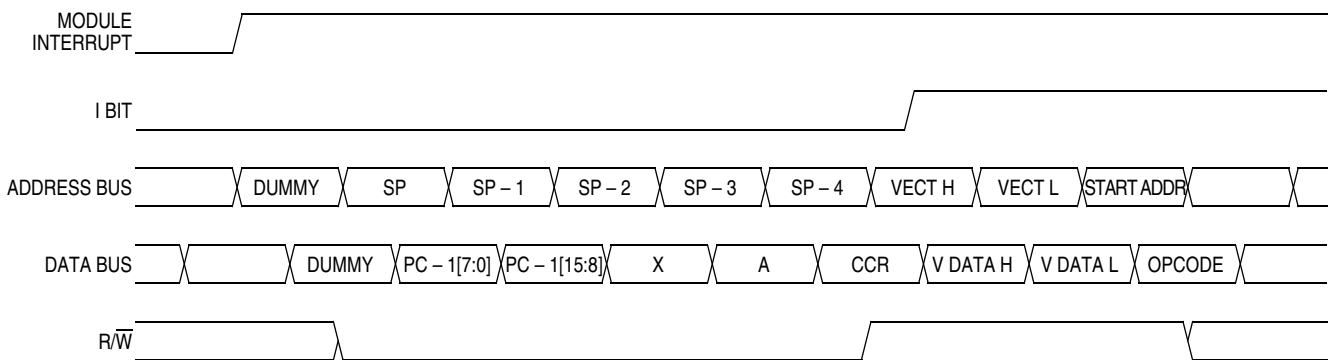 MODULE
INTERRUPT
I BIT
ADDRESS BUS DUMMY SP SP – 1 SP – 2 SP – 3 SP – 4 VECT H VECT L START ADDR
DATA BUS DUMMY PC – 1[7:0] PC – 1[15:8] X A CCR V DATA H V DATA L OPCODE
R/W̅